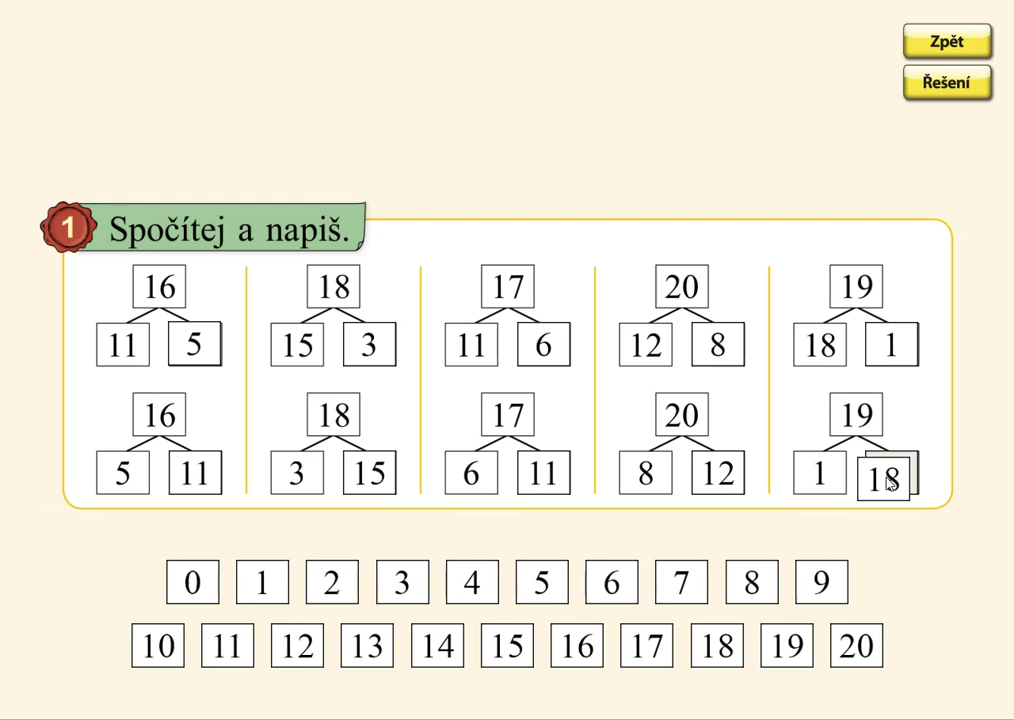 Zpět
Řešení
1 Spočítej a napiš.
16 18 17 20 19
11 5 15 3 11 6 12 8 18 1
16 18 17 20 19
5 11 3 15 6 11 8 12 1 18
0 1 2 3 4 5 6 7 8 9
10 11 12 13 14 15 16 17 18 19 20